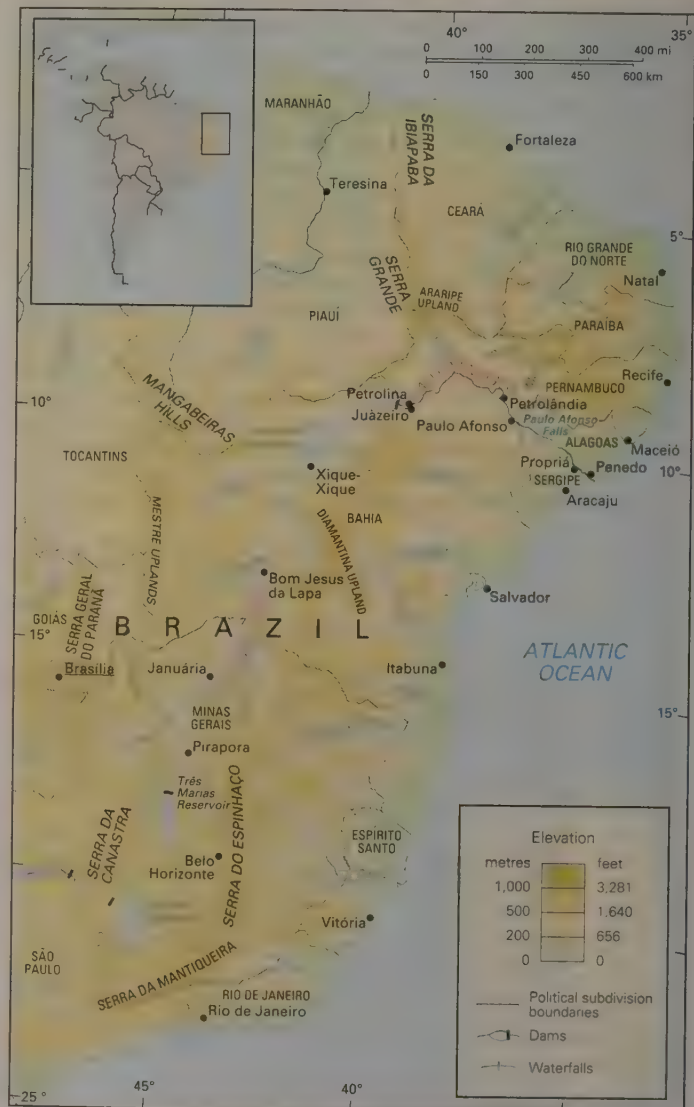 40° 35°
0 100 200 300 400 mi
0 150 300 450 600 km
MARANHÃO
SERRA DA
IBIAPABA
Fortaleza
Teresina
CEARÁ
5°
RIO GRANDE
DO NORTE
Natal
SERRA
GRANDE
ARARIPE
UPLAND
PIAUÍ
PARAÍBA
Recife
MANGABEIRAS
HILLS
10°
Petrolina
PERNAMBUCO
Juàzeiro
Petrolândia
Paulo Afonso
Paulo Afonso
Falls
ALAGOAS
Maceió
TOCANTINS
Xique-
Xique
Propriá
Penedo
10°
SERGIPE
Aracaju
MESTRE UPLANDS
BAHIA
DIAMANTINA UPLAND
Bom Jesus
da Lapa
Salvador
GOIÁS
SERRA GERAL
DO PARANÃ
15°
BRAZIL
ATLANTIC
OCEAN
Brasília
Januária
Itabuna
MINAS
GERAIS
15°
Pirapora
Três
Marias
Reservoir
SERRA DO ESPINHAÇO
SERRA DA
CANASTRA
ESPÍRITO
SANTO
Belo
Horizonte
Vitória
SÃO
PAULO
SERRA DA MANTIQUEIRA
RIO DE JANEIRO
Rio de Janeiro
Elevation
metres feet
1,000 3,281
500 1,640
200 656
0 0
Political subdivision
boundaries
Dams
Waterfalls
25° 45° 40°